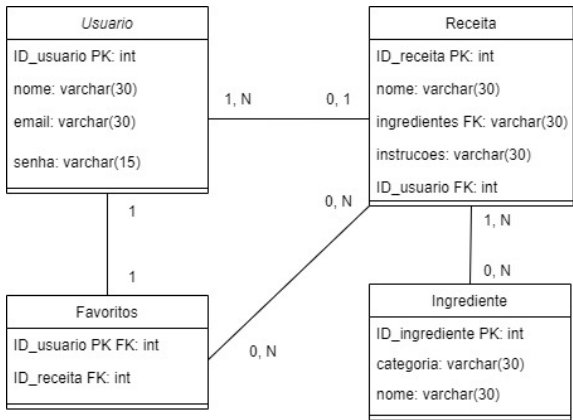 Usuario
ID_usuario PK: int
nome: varchar(30)
email: varchar(30)
senha: varchar(15)
1, N
0, 1
Receita
ID_receita PK: int
nome: varchar(30)
ingredientes FK: varchar(30)
instrucoes: varchar(30)
ID_usuario FK: int
1
1
0, N
0, N
1, N
0, N
Favoritos
ID_usuario PK FK: int
ID_receita FK: int
Ingrediente
ID_ingrediente PK: int
categoria: varchar(30)
nome: varchar(30)